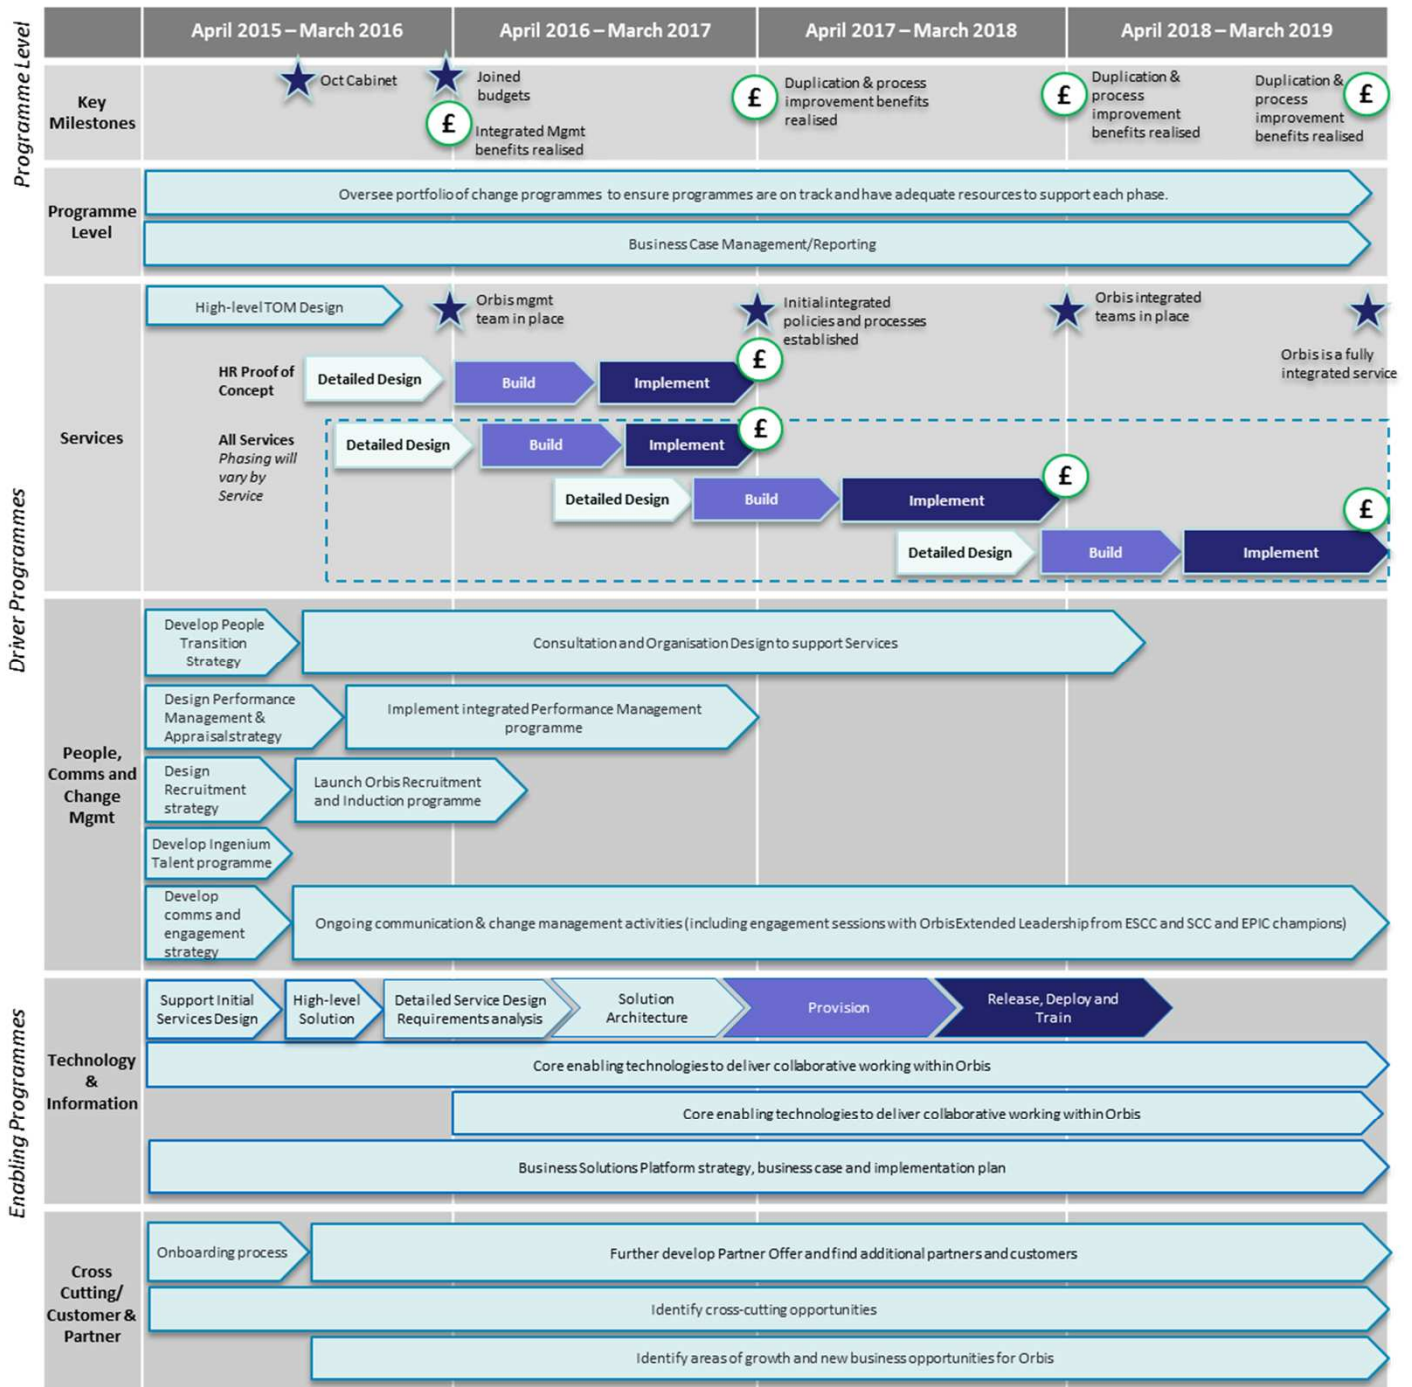 Programme Level
April 2015 – March 2016
April 2016 – March 2017
April 2017 – March 2018
April 2018 – March 2019
Key
Milestones
Oct Cabinet
Joined
budgets
£
Integrated Mgmt
benefits realised
£
Duplication & process
improvement benefits
realised
£
Duplication &
process
improvement
benefits realised
Duplication &
process
improvement
benefits realised
£
Programme
Level
Oversee portfolio of change programmes to ensure programmes are on track and have adequate resources to support each phase.
Business Case Management/Reporting
Driver Programmes
Services
High-level TOM Design
Orbis mgmt
team in place
Initial integrated
policies and processes
established
Orbis integrated
teams in place
Orbis is a fully
integrated service
HR Proof of
Concept
Detailed Design
Build
Implement
£
All Services
Phasing will
vary by
Service
Detailed Design
Build
Implement
£
Detailed Design
Build
Implement
£
Detailed Design
Build
Implement
£
People,
Comms and
Change
Mgmt
Develop People
Transition
Strategy
Consultation and Organisation Design to support Services
Design Performance
Management &
Appraisal strategy
Implement integrated Performance Management
programme
Design
Recruitment
strategy
Launch Orbis Recruitment
and Induction programme
Develop Ingenium
Talent programme
Develop
comms and
engagement
strategy
Ongoing communication & change management activities (including engagement sessions with Orbis Extended Leadership from ESCC and SCC and EPIC champions)
Enabling Programmes
Technology
&
Information
Support Initial
Services Design
High-level
Solution
Detailed Service Design
Requirements analysis
Solution
Architecture
Provision
Release, Deploy and
Train
Core enabling technologies to deliver collaborative working within Orbis
Core enabling technologies to deliver collaborative working within Orbis
Business Solutions Platform strategy, business case and implementation plan
Cross
Cutting/
Customer &
Partner
Onboarding process
Further develop Partner Offer and find additional partners and customers
Identify cross-cutting opportunities
Identify areas of growth and new business opportunities for Orbis